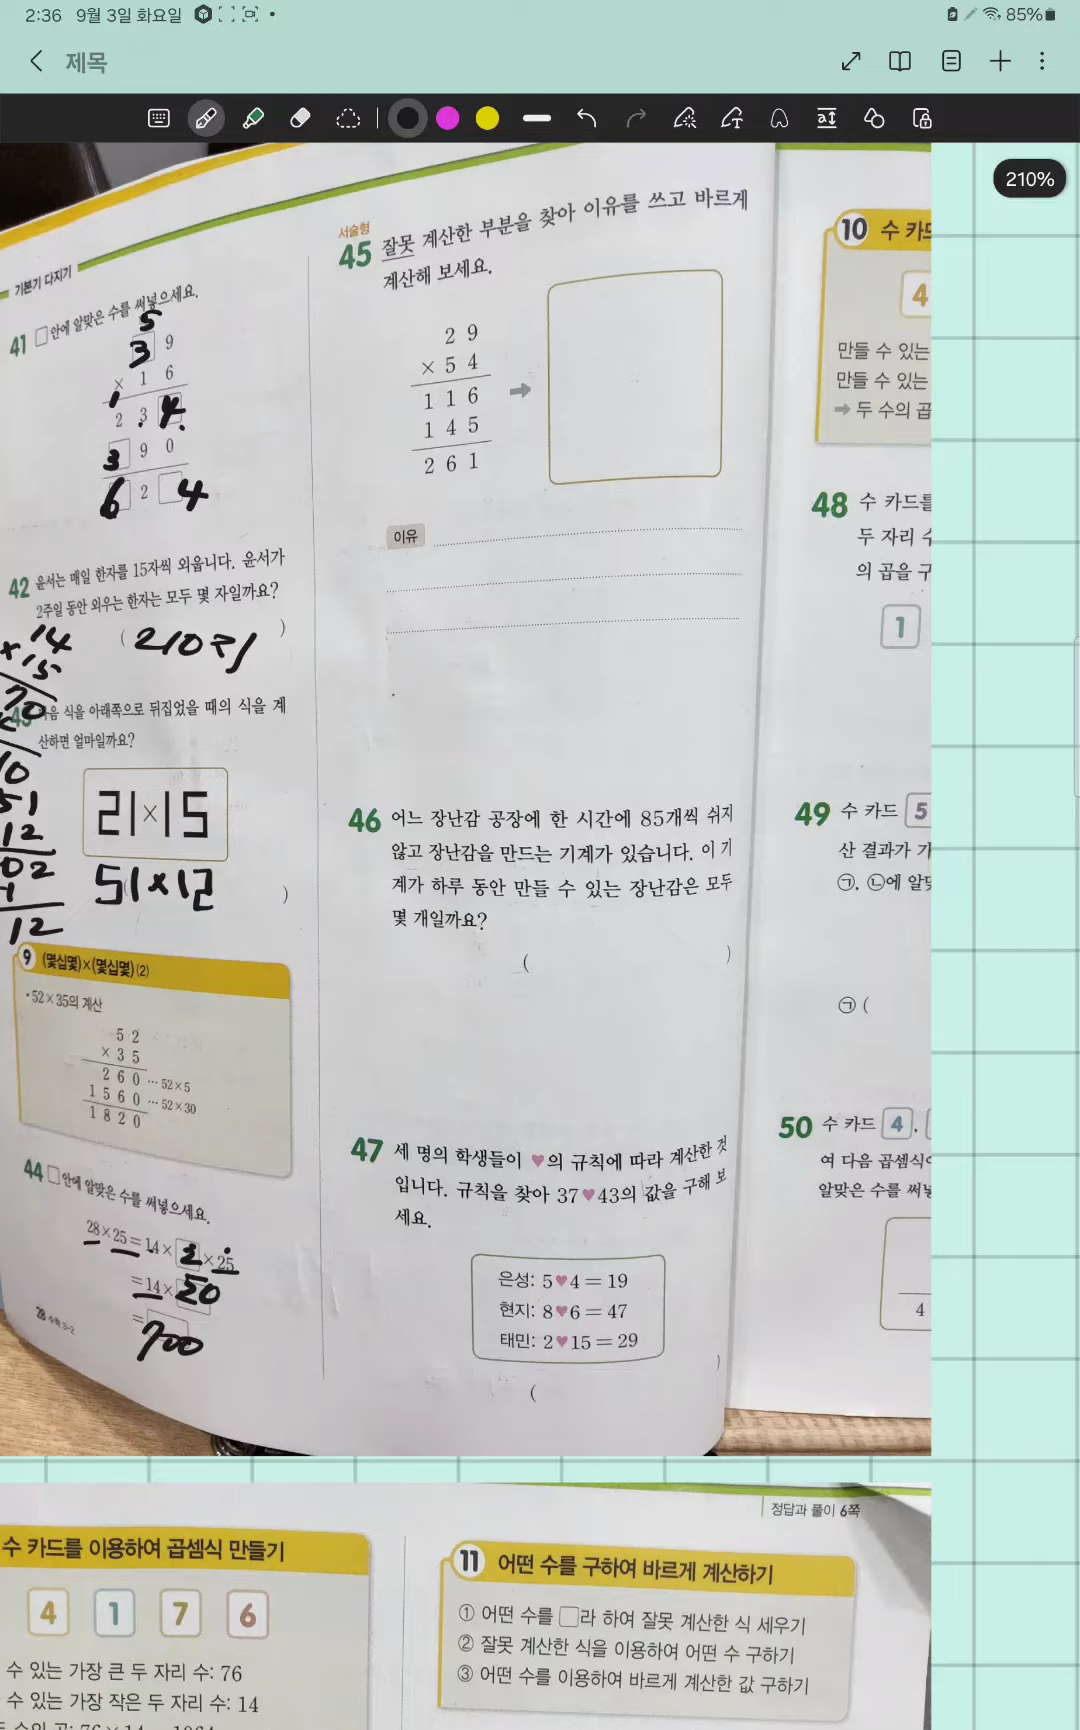 2:36 9월 3일 화요일
85%
제목
210%
기본기 다지기
41 □안에 알맞은 수를 써넣으세요.
5
3 9
× 1 6
1
2 3 4
3 9 0
6 2 4
42 윤서는 매일 한자를 15자씩 외웁니다. 윤서가
2주일 동안 외우는 한자는 모두 몇 자일까요?
( 210자 )
14
×15
70
43 다음 식을 아래쪽으로 뒤집었을 때의 식을 계
산하면 얼마일까요?
10
21×15
51
12
02
51×12
)
12
9 (몇십몇)×(몇십몇)(2)
• 52×35의 계산
5 2
× 3 5
2 6 0 ··· 52×5
1 5 6 0 ··· 52×30
1 8 2 0
44 □안에 알맞은 수를 써넣으세요.
28×25=14×2×25
=14×50
=700
28 수학 3-2
서술형
45 잘못 계산한 부분을 찾아 이유를 쓰고 바르게
계산해 보세요.
2 9
× 5 4
1 1 6
1 4 5
2 6 1
이유
46 어느 장난감 공장에 한 시간에 85개씩 쉬지
않고 장난감을 만드는 기계가 있습니다. 이 기
계가 하루 동안 만들 수 있는 장난감은 모두
몇 개일까요?
( )
47 세 명의 학생들이 ♥의 규칙에 따라 계산한 것
입니다. 규칙을 찾아 37♥43의 값을 구해 보
세요.
은성: 5♥4=19
현지: 8♥6=47
태민: 2♥15=29
( )
10 수 카드
4
만들 수 있는
만들 수 있는
➡ 두 수의 곱
48 수 카드를
두 자리 수
의 곱을 구
1
49 수 카드 5
산 결과가 가
㉠, ㉡에 알맞
㉠ (
50 수 카드 4,
여 다음 곱셈식
알맞은 수를 써넣
4
정답과 풀이 6쪽
수 카드를 이용하여 곱셈식 만들기
4 1 7 6
수 있는 가장 큰 두 자리 수: 76
수 있는 가장 작은 두 자리 수: 14
11 어떤 수를 구하여 바르게 계산하기
① 어떤 수를 □라 하여 잘못 계산한 식 세우기
② 잘못 계산한 식을 이용하여 어떤 수 구하기
③ 어떤 수를 이용하여 바르게 계산한 값 구하기